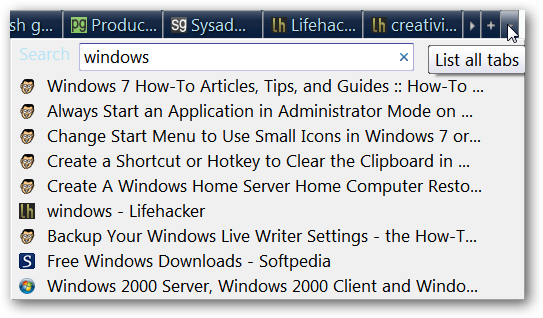 sh g... Produc... Sysad... Lifehac... creativi...
Search windows
List all tabs
Windows 7 How-To Articles, Tips, and Guides :: How-To ...
Always Start an Application in Administrator Mode on ...
Change Start Menu to Use Small Icons in Windows 7 or...
Create a Shortcut or Hotkey to Clear the Clipboard in ...
Create A Windows Home Server Home Computer Resto...
windows - Lifehacker
Backup Your Windows Live Writer Settings - the How-T...
Free Windows Downloads - Softpedia
Windows 2000 Server, Windows 2000 Client and Windo...